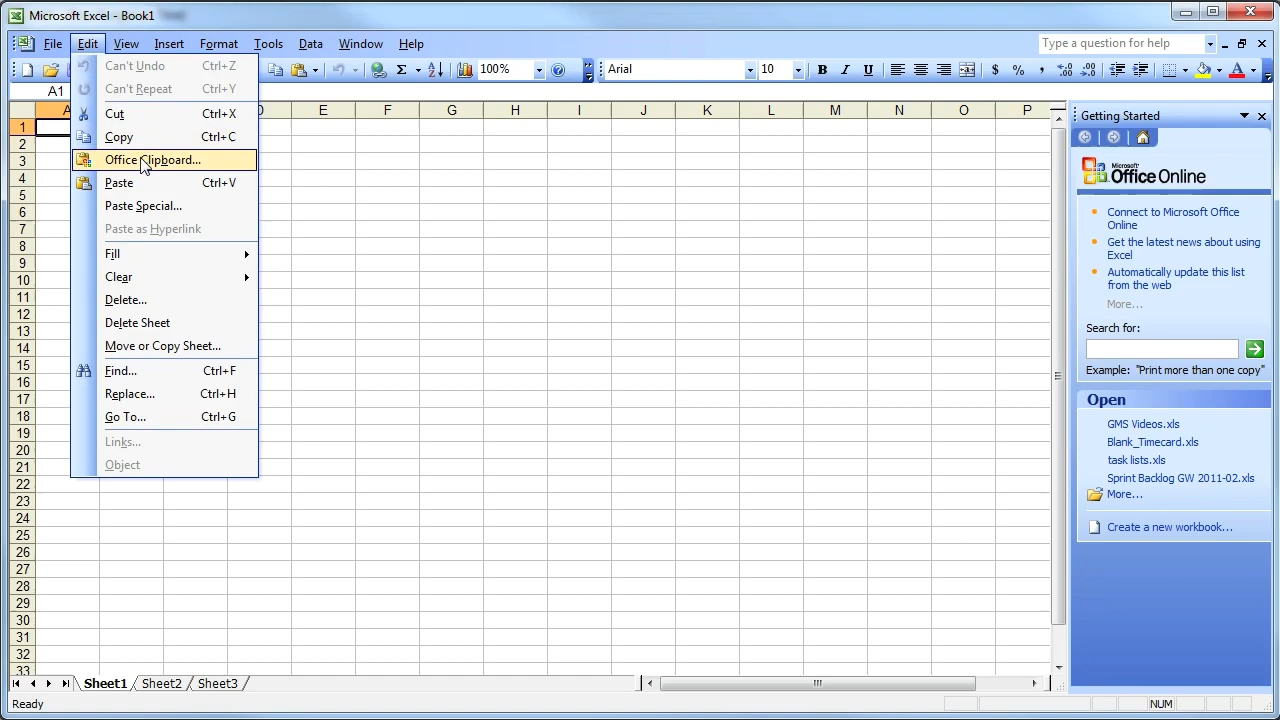 Microsoft Excel - Book1
File Edit View Insert Format Tools Data Window Help
Type a question for help
100%
Arial
10
B I U
$ % ,
A1
Can't Undo Ctrl+Z
Can't Repeat Ctrl+Y
Cut Ctrl+X
Copy Ctrl+C
Office Clipboard...
Paste Ctrl+V
Paste Special...
Paste as Hyperlink
Fill
Clear
Delete...
Delete Sheet
Move or Copy Sheet...
Find... Ctrl+F
Replace... Ctrl+H
Go To... Ctrl+G
Links...
Object
A D E F G H I J K L M N O P
1
2
3
4
5
6
7
8
9
10
11
12
13
14
15
16
17
18
19
20
21
22
23
24
25
26
27
28
29
30
31
32
33
Getting Started
Microsoft
Office Online
Connect to Microsoft Office
Online
Get the latest news about using
Excel
Automatically update this list
from the web
More...
Search for:
Example: "Print more than one copy"
Open
GMS Videos.xls
Blank_Timecard.xls
task lists.xls
Sprint Backlog GW 2011-02.xls
More...
Create a new workbook...
Sheet1 Sheet2 Sheet3
Ready
NUM